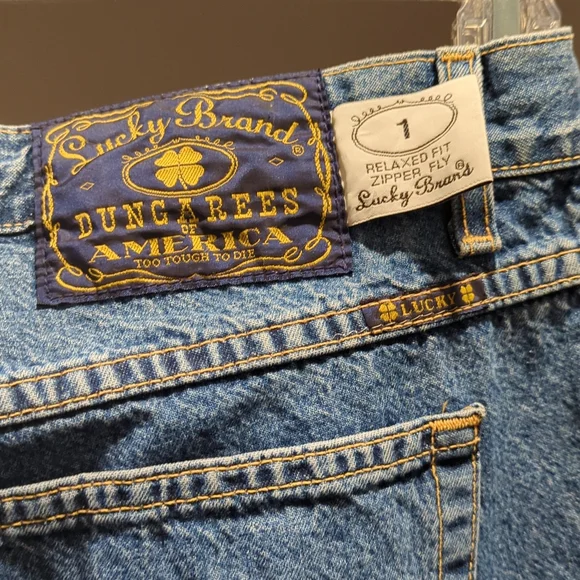 Lucky Brand®
DUNGAREES
OF
AMERICA
TOO TOUGH TO DIE
1
RELAXED FIT
ZIPPER FLY
Lucky Brand®
LUCKY